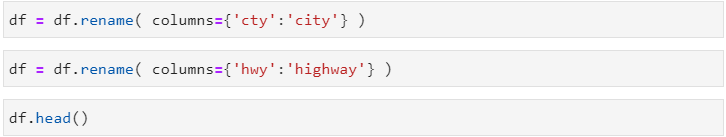 df = df.rename( columns={'cty':'city'} )
df = df.rename( columns={'hwy':'highway'} )
df.head()